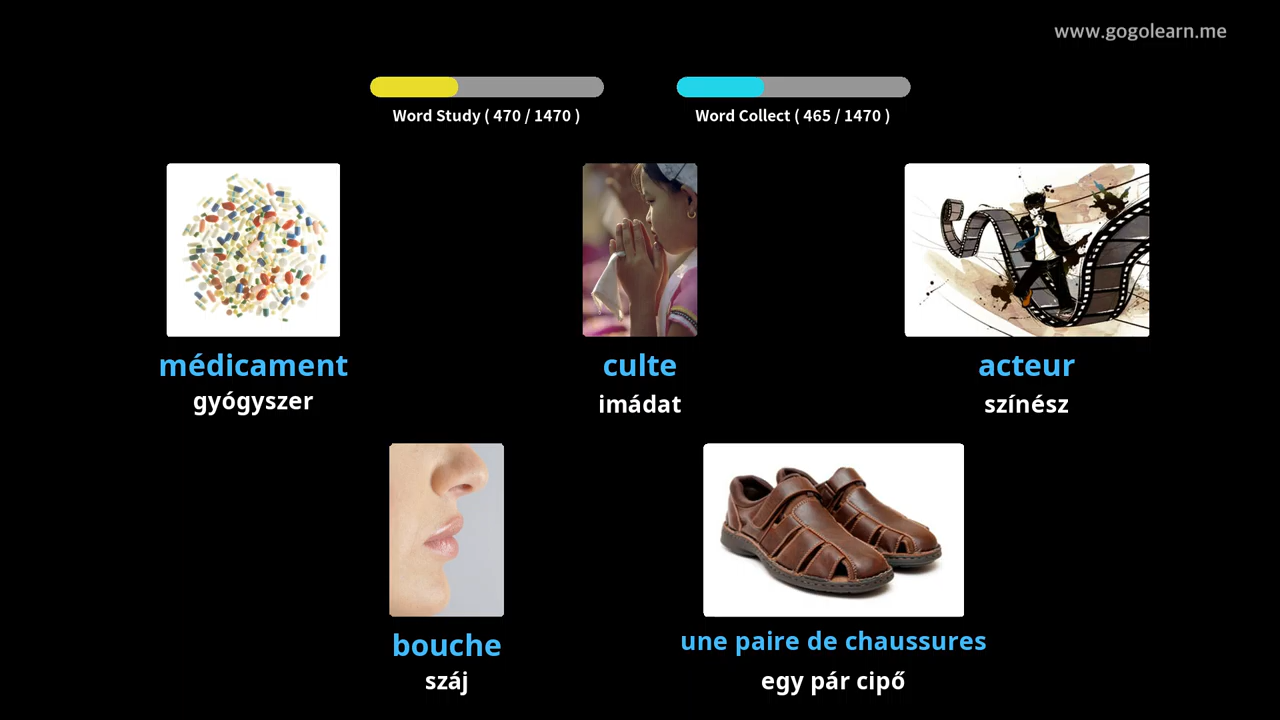 www.gogolearn.me
Word Study ( 470 / 1470 )
Word Collect ( 465 / 1470 )
médicament
gyógyszer
culte
imádat
acteur
színész
bouche
száj
une paire de chaussures
egy pár cipő